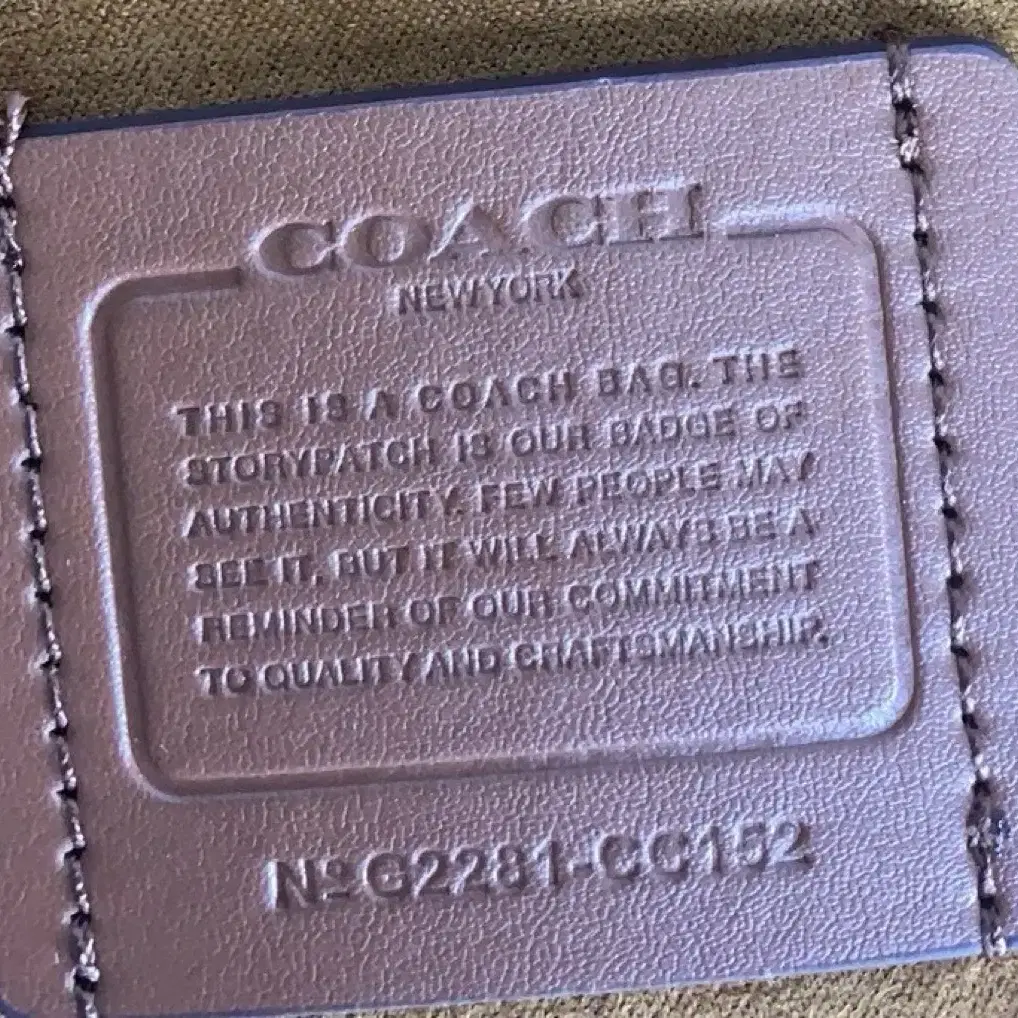 COACH
NEW YORK
THIS IS A COACH BAG. THE
STORYPATCH IS OUR BADGE OF
AUTHENTICITY. FEW PEOPLE MAY
SEE IT, BUT IT WILL ALWAYS BE A
REMINDER OF OUR COMMITMENT
TO QUALITY AND CRAFTSMANSHIP.
Nº G2281-CC152